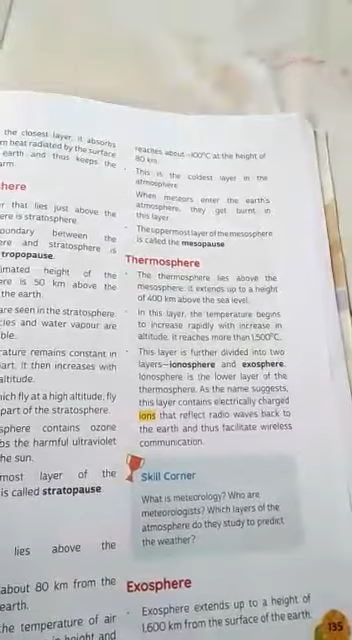 the closest layer, it absorbs
m heat radiated by the surface
earth and thus keeps the
arm.
here
r that lies just above the
ere is stratosphere.
oundary between the
ere and stratosphere is
tropopause.
imated height of the
ere is 50 km above the
the earth.
are seen in the stratosphere.
cles and water vapour are
ble.
rature remains constant in
art. It then increases with
altitude.
hich fly at a high altitude, fly
part of the stratosphere.
sphere contains ozone
bs the harmful ultraviolet
he sun.
most layer of the
is called stratopause.
lies above the
about 80 km from the
earth.
he temperature of air
height and
reaches about -100°C at the height of
80 km.
This is the coldest layer in the
atmosphere.
When meteors enter the earth's
atmosphere, they get burnt in
this layer.
The uppermost layer of the mesosphere
is called the mesopause
Thermosphere
• The thermosphere lies above the
mesosphere. It extends up to a height
of 400 km above the sea level.
• In this layer, the temperature begins
to increase rapidly with increase in
altitude. It reaches more than 1,500°C.
• This layer is further divided into two
layers—ionosphere and exosphere.
Ionosphere is the lower layer of the
thermosphere. As the name suggests,
this layer contains electrically charged
ions that reflect radio waves back to
the earth and thus facilitate wireless
communication.
Skill Corner
What is meteorology? Who are
meteorologists? Which layers of the
atmosphere do they study to predict
the weather?
Exosphere
• Exosphere extends up to a height of
1,600 km from the surface of the earth.
135